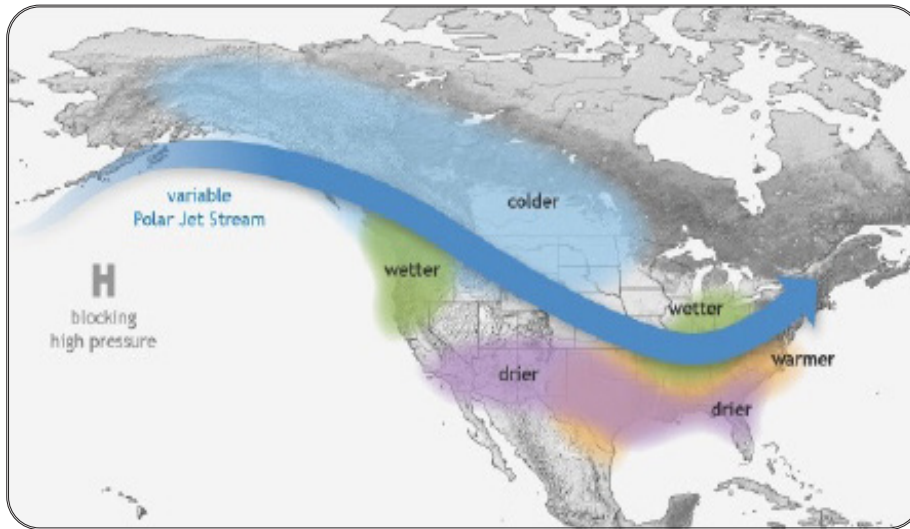 variable
Polar Jet Stream
colder
wetter
H
blocking
high pressure
wetter
warmer
drier
drier